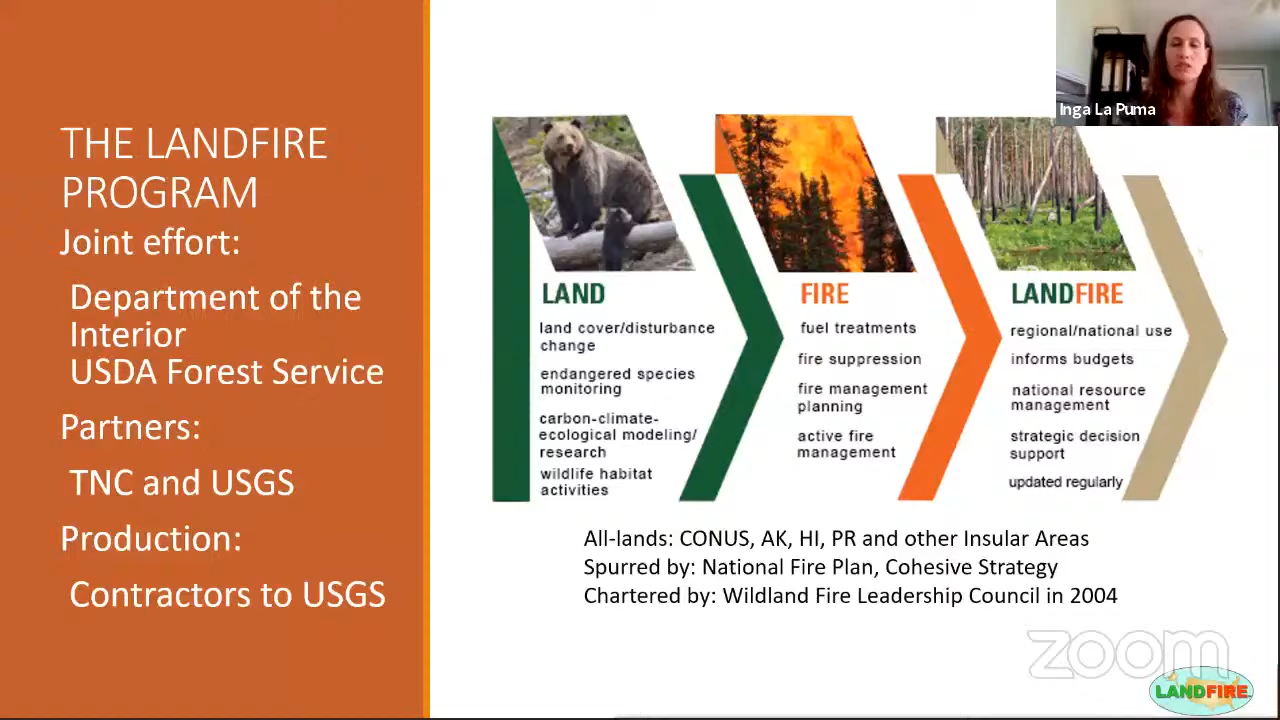 THE LANDFIRE
PROGRAM
Joint effort:
Department of the
Interior
USDA Forest Service
Partners:
TNC and USGS
Production:
Contractors to USGS
Inga La Puma
LAND
land cover/disturbance
change
endangered species
monitoring
carbon-climate-
ecological modeling/
research
wildlife habitat
activities
FIRE
fuel treatments
fire suppression
fire management
planning
active fire
management
LANDFIRE
regional/national use
informs budgets
national resource
management
strategic decision
support
updated regularly
All-lands: CONUS, AK, HI, PR and other Insular Areas
Spurred by: National Fire Plan, Cohesive Strategy
Chartered by: Wildland Fire Leadership Council in 2004
zoom
LANDFIRE